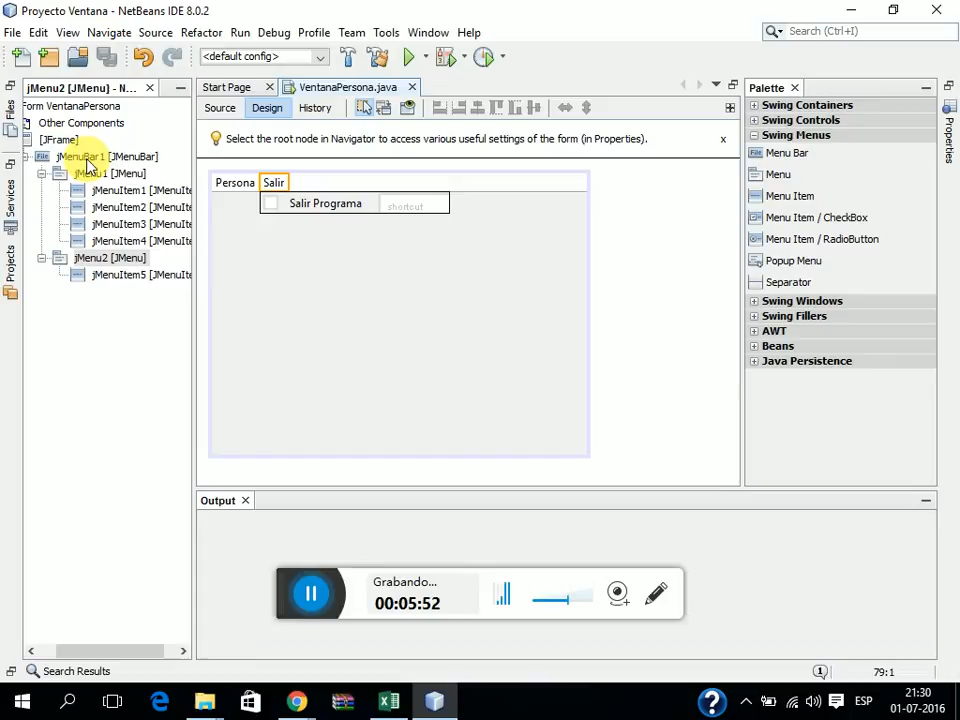 Proyecto Ventana - NetBeans IDE 8.0.2
File Edit View Navigate Source Refactor Run Debug Profile Team Tools Window Help
Search (Ctrl+I)
<default config>
jMenu2 [JMenu] - N...
Start Page
VentanaPersona.java
Palette
Form VentanaPersona
Other Components
[JFrame]
jMenuBar1 [JMenuBar]
jMenu1 [JMenu]
jMenuItem1 [JMenuIte
jMenuItem2 [JMenuIte
jMenuItem3 [JMenuIte
jMenuItem4 [JMenuIte
jMenu2 [JMenu]
jMenuItem5 [JMenuIte
Files
Services
Projects
Source Design History
Select the root node in Navigator to access various useful settings of the form (in Properties). x
Persona Salir
Salir Programa shortcut
Swing Containers
Swing Controls
Swing Menus
Menu Bar
Menu
Menu Item
Menu Item / CheckBox
Menu Item / RadioButton
Popup Menu
Separator
Swing Windows
Swing Fillers
AWT
Beans
Java Persistence
Properties
Output
Grabando...
00:05:52
Search Results
1
79:1
ESP
21:30
01-07-2016